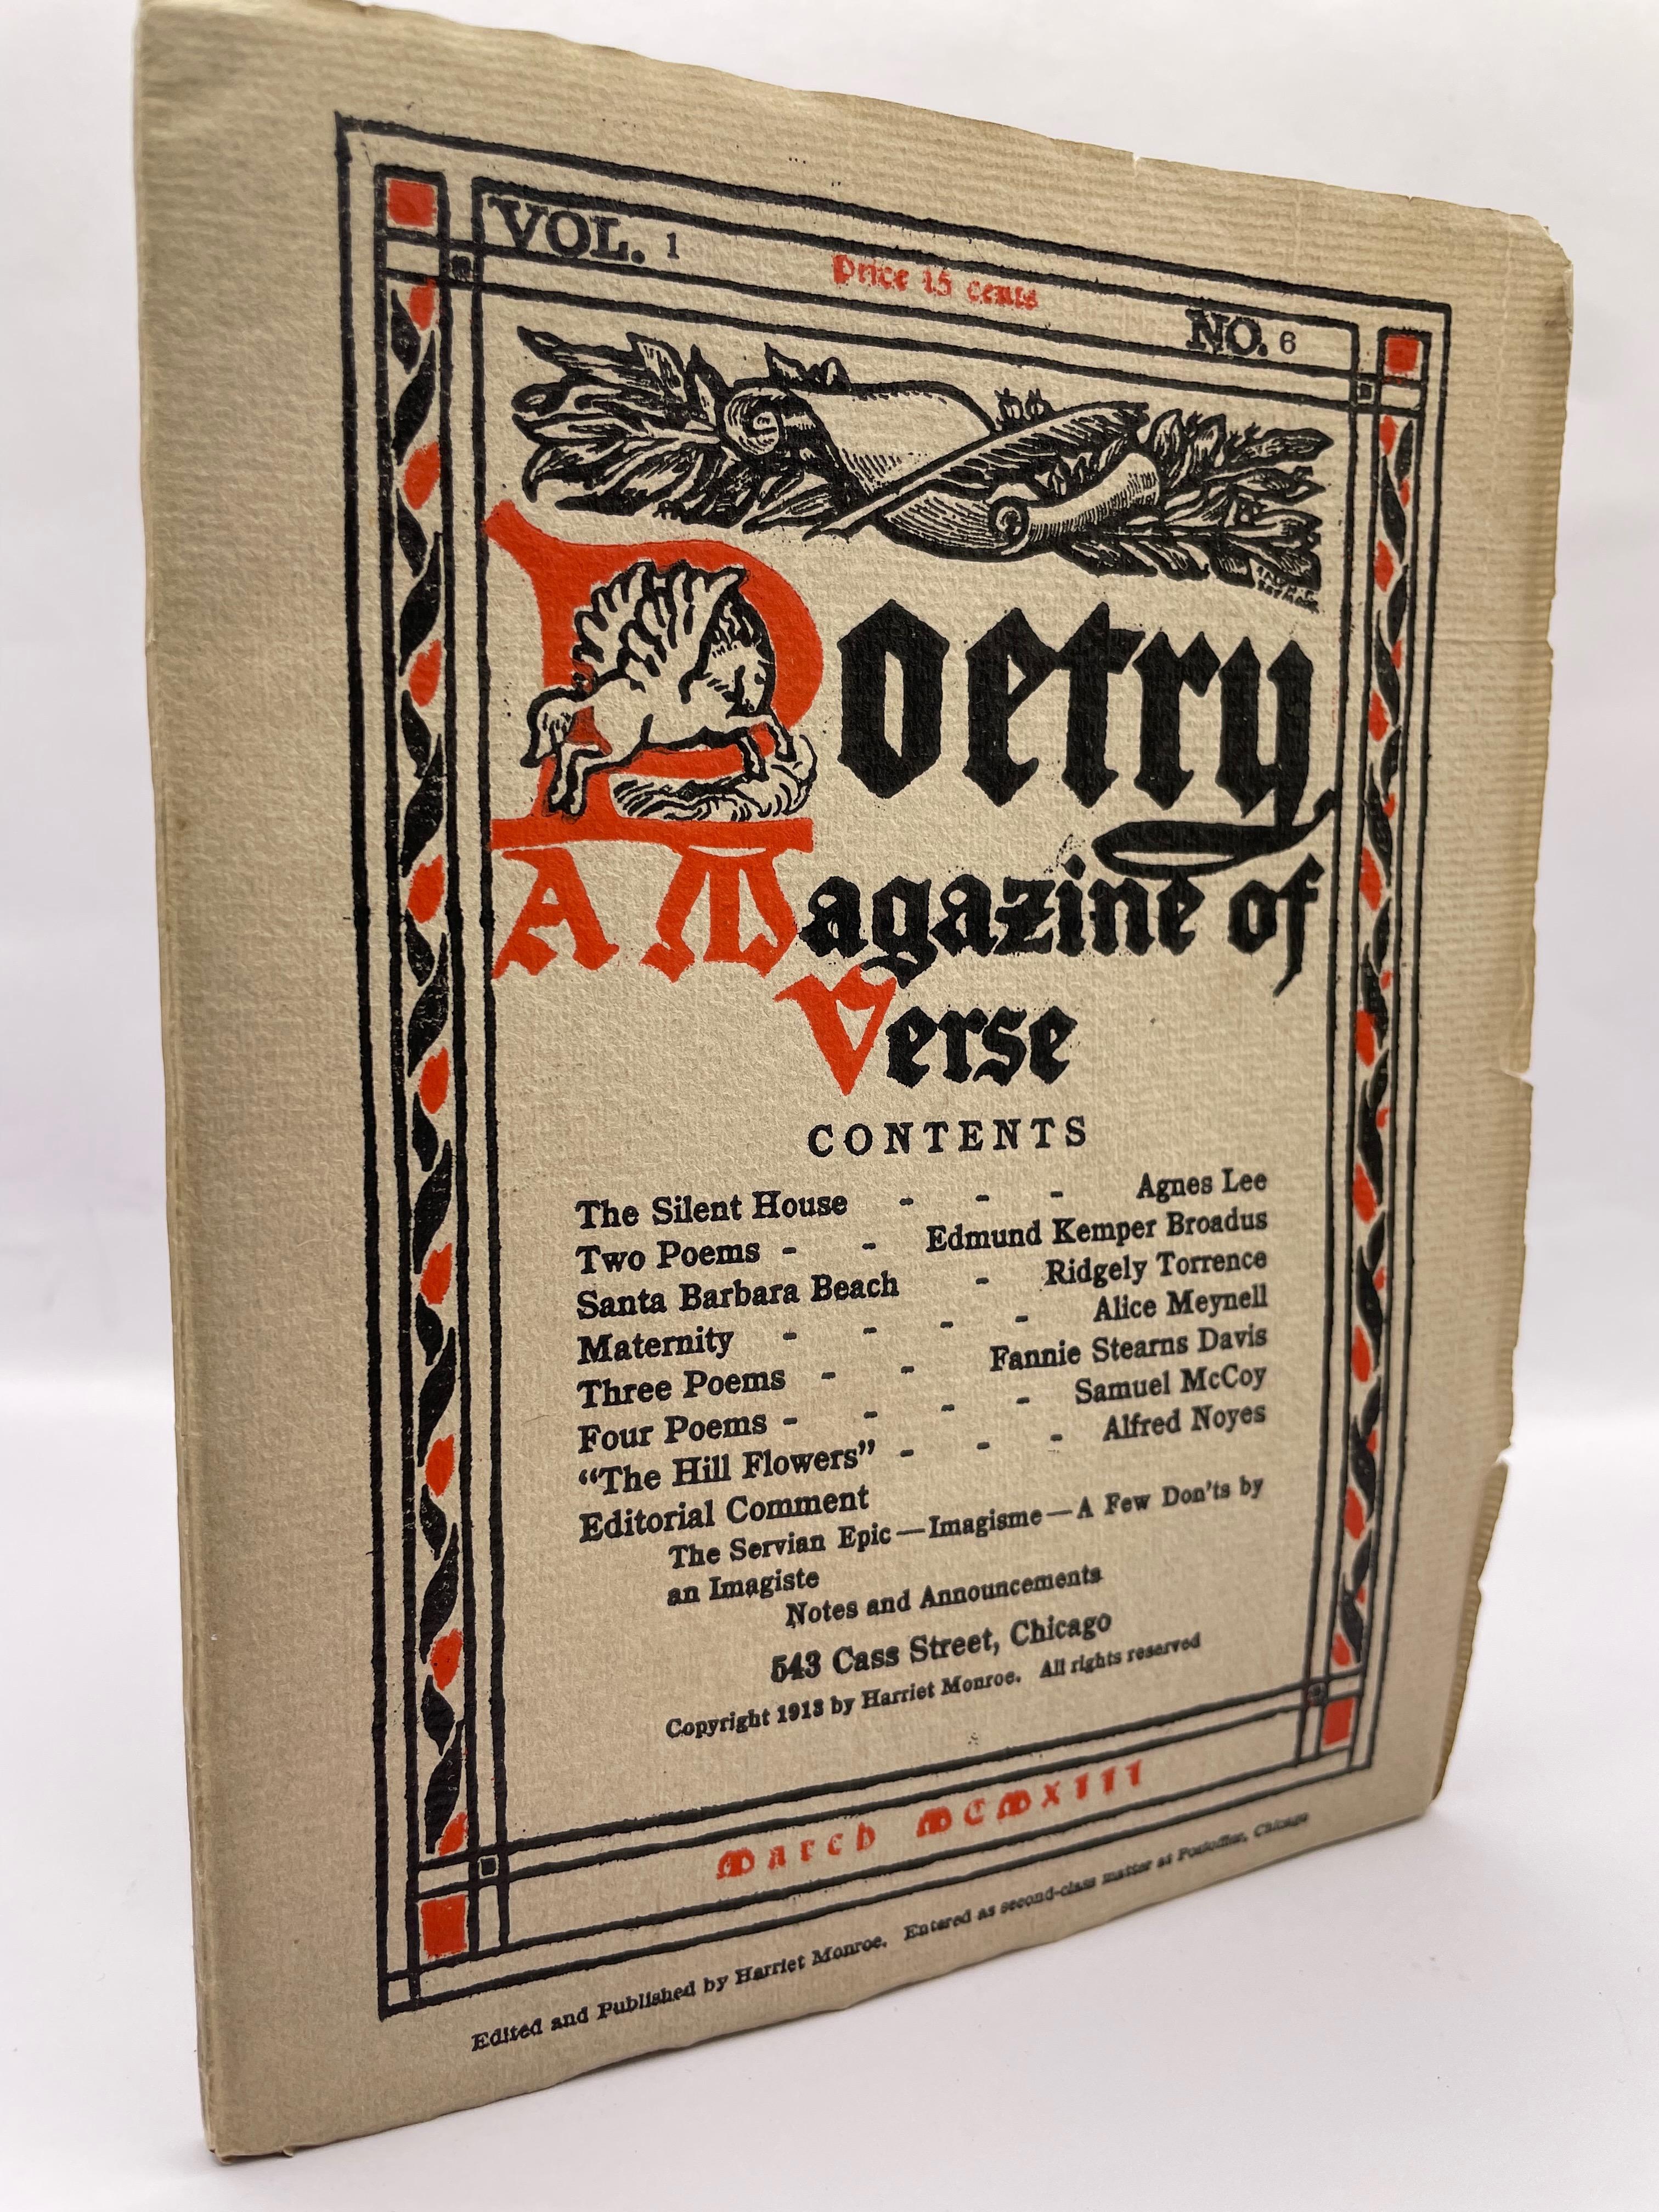 VOL. 1
Price 15 cents
NO. 6
Poetry
A Magazine of
Verse
CONTENTS
The Silent House - - - Agnes Lee
Two Poems - - Edmund Kemper Broadus
Santa Barbara Beach - Ridgely Torrence
Maternity - - - - Alice Meynell
Three Poems - - Fannie Stearns Davis
Four Poems - - - - Samuel McCoy
“The Hill Flowers” - - - Alfred Noyes
Editorial Comment
The Servian Epic—Imagisme—A Few Don'ts by
an Imagiste
Notes and Announcements
543 Cass Street, Chicago
Copyright 1913 by Harriet Monroe. All rights reserved
March MCMXIII
Edited and Published by Harriet Monroe. Entered as second-class matter at Postoffice, Chicago